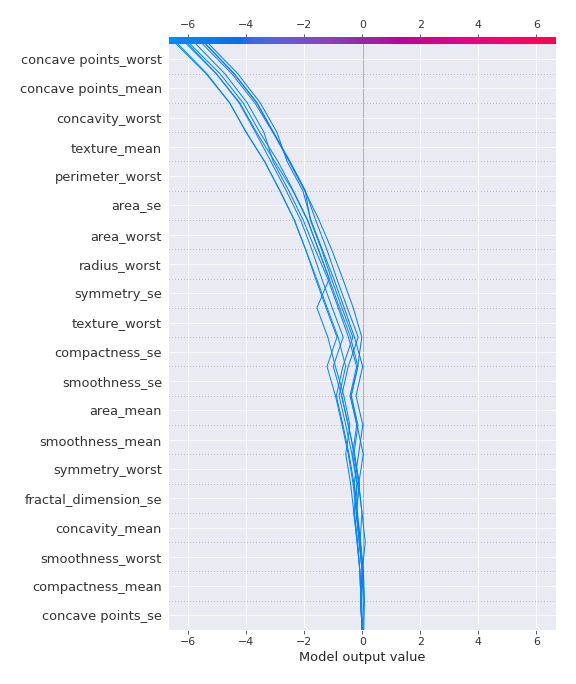 −6 −4 −2 0 2 4 6
concave points_worst
concave points_mean
concavity_worst
texture_mean
perimeter_worst
area_se
area_worst
radius_worst
symmetry_se
texture_worst
compactness_se
smoothness_se
area_mean
smoothness_mean
symmetry_worst
fractal_dimension_se
concavity_mean
smoothness_worst
compactness_mean
concave points_se
−6 −4 −2 0 2 4 6
Model output value